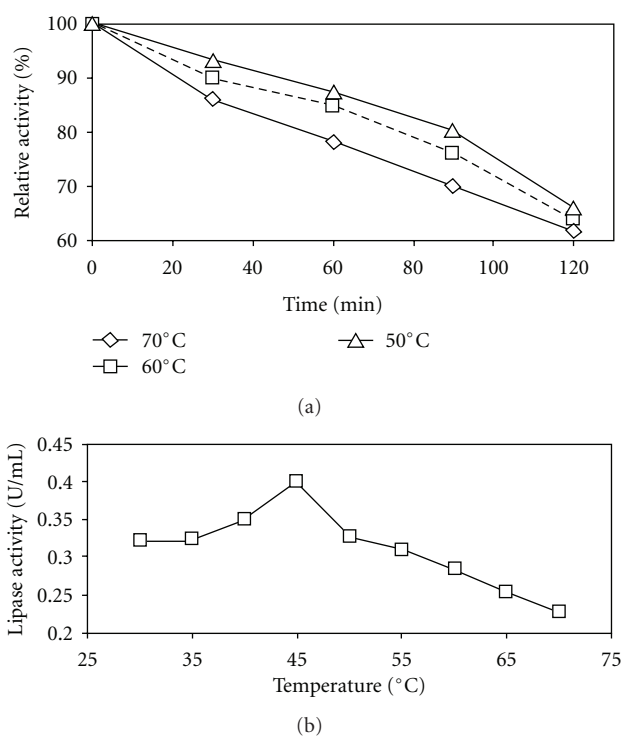 100
90
80
70
60
Relative activity (%)
0 20 40 60 80 100 120
Time (min)
70°C 50°C
60°C
(a)
0.45
0.4
0.35
0.3
0.25
0.2
Lipase activity (U/mL)
25 35 45 55 65 75
Temperature (°C)
(b)